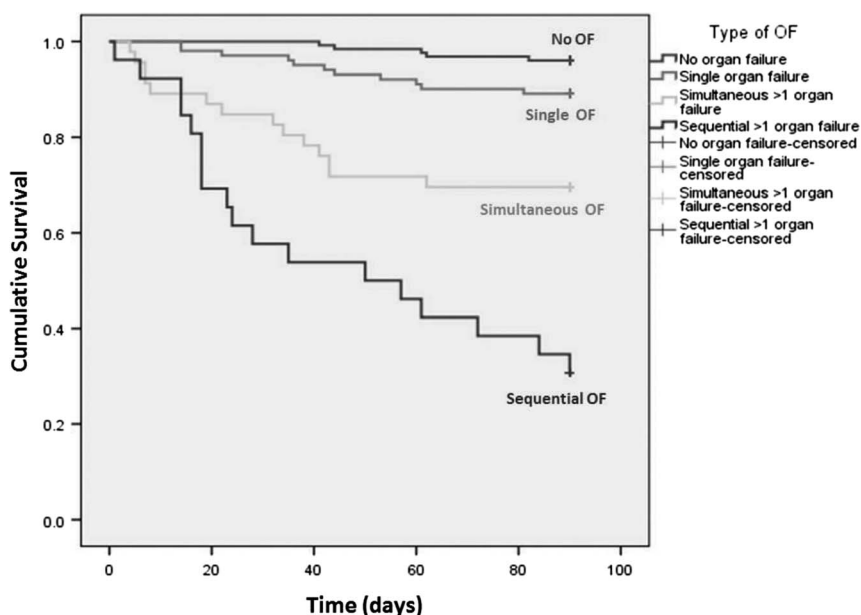 Cumulative Survival
1.0
0.8
0.6
0.4
0.2
0.0
No OF
Single OF
Simultaneous OF
Sequential OF
0
20
40
60
80
100
Time (days)
Type of OF
No organ failure
Single organ failure
Simultaneous >1 organ
failure
Sequential >1 organ failure
No organ failure-censored
Single organ failure-
censored
Simultaneous >1 organ
failure-censored
Sequential >1 organ
failure-censored